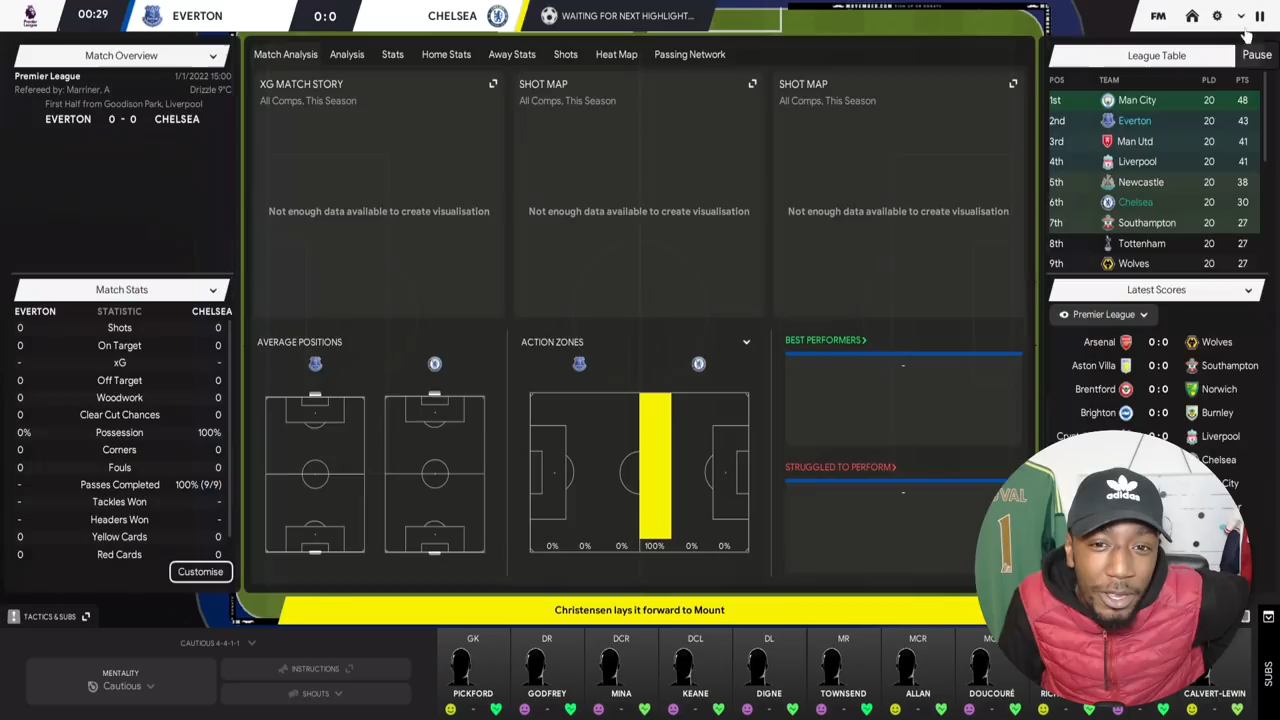 00:29
EVERTON
0:0
CHELSEA
WAITING FOR NEXT HIGHLIGHT...
MOVEMBER.COM
SIGN UP OR DONATE
FM
Pause
Match Overview
Premier League
1/1/2022 15:00
Refereed by: Marriner, A
Drizzle 9°C
First Half from Goodison Park, Liverpool
EVERTON 0 - 0 CHELSEA
Match Stats
EVERTON STATISTIC CHELSEA
0 Shots 0
0 On Target 0
- xG -
0 Off Target 0
0 Woodwork 0
0 Clear Cut Chances 0
0% Possession 100%
0 Corners 0
0 Fouls 0
- Passes Completed 100% (9/9)
- Tackles Won -
- Headers Won -
0 Yellow Cards 0
0 Red Cards 0
Customise
Match Analysis Analysis Stats Home Stats Away Stats Shots Heat Map Passing Network
XG MATCH STORY
All Comps, This Season
Not enough data available to create visualisation
SHOT MAP
All Comps, This Season
Not enough data available to create visualisation
SHOT MAP
All Comps, This Season
Not enough data available to create visualisation
AVERAGE POSITIONS
ACTION ZONES
0% 0% 0% 100% 0% 0%
BEST PERFORMERS>
-
STRUGGLED TO PERFORM>
-
League Table
POS TEAM PLD PTS
1st Man City 20 48
2nd Everton 20 43
3rd Man Utd 20 41
4th Liverpool 20 41
5th Newcastle 20 38
6th Chelsea 20 30
7th Southampton 20 27
8th Tottenham 20 27
9th Wolves 20 27
Latest Scores
Premier League
Arsenal 0:0 Wolves
Aston Villa 0:0 Southampton
Brentford 0:0 Norwich
Brighton 0:0 Burnley
Liverpool
Chelsea
adidas
1
Christensen lays it forward to Mount
TACTICS & SUBS
CAUTIOUS 4-4-1-1
MENTALITY
Cautious
INSTRUCTIONS
SHOUTS
GK DR DCR DCL DL MR MCR
PICKFORD GODFREY MINA KEANE DIGNE TOWNSEND ALLAN DOUCOURÉ CALVERT-LEWIN
SUBS